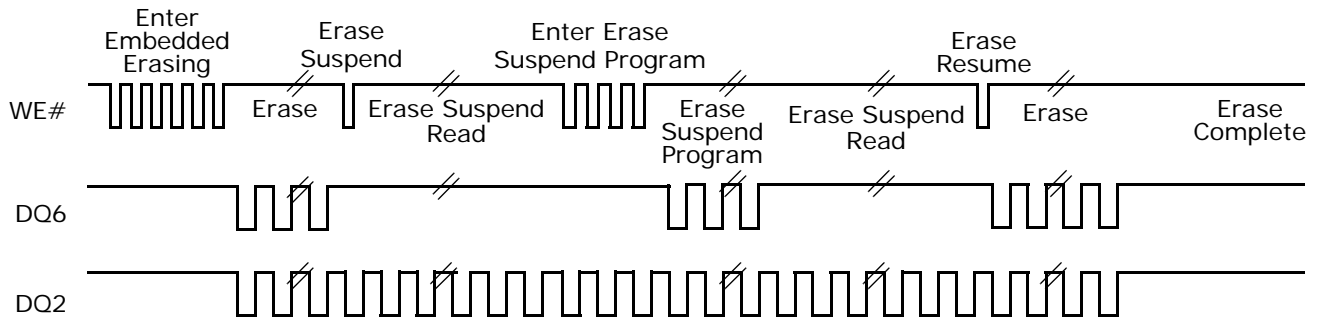 Enter
Embedded
Erasing
Erase
Suspend
Enter Erase
Suspend Program
Erase
Resume
WE#
Erase
Erase Suspend
Read
Erase
Suspend
Program
Erase Suspend
Read
Erase
Erase
Complete
DQ6
DQ2